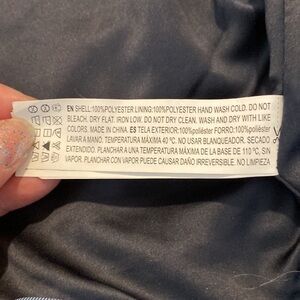 EN SHELL:100%POLYESTER LINING:100%POLYESTER HAND WASH COLD. DO NOT
BLEACH. DRY FLAT. IRON LOW. DO NOT DRY CLEAN. WASH AND DRY WITH LIKE
COLORS. MADE IN CHINA. ES TELA EXTERIOR:100%poliéster FORRO:100%poliéster
LAVAR A MANO. TEMPERATURA MÁXIMA 40 ºC. NO USAR BLANQUEADOR. SECADO
EXTENDIDO. PLANCHAR A UNA TEMPERATURA MÁXIMA DE LA BASE DE 110 ºC, SIN
VAPOR. PLANCHAR CON VAPOR PUEDE CAUSAR DAÑO IRREVERSIBLE. NO LIMPIEZA